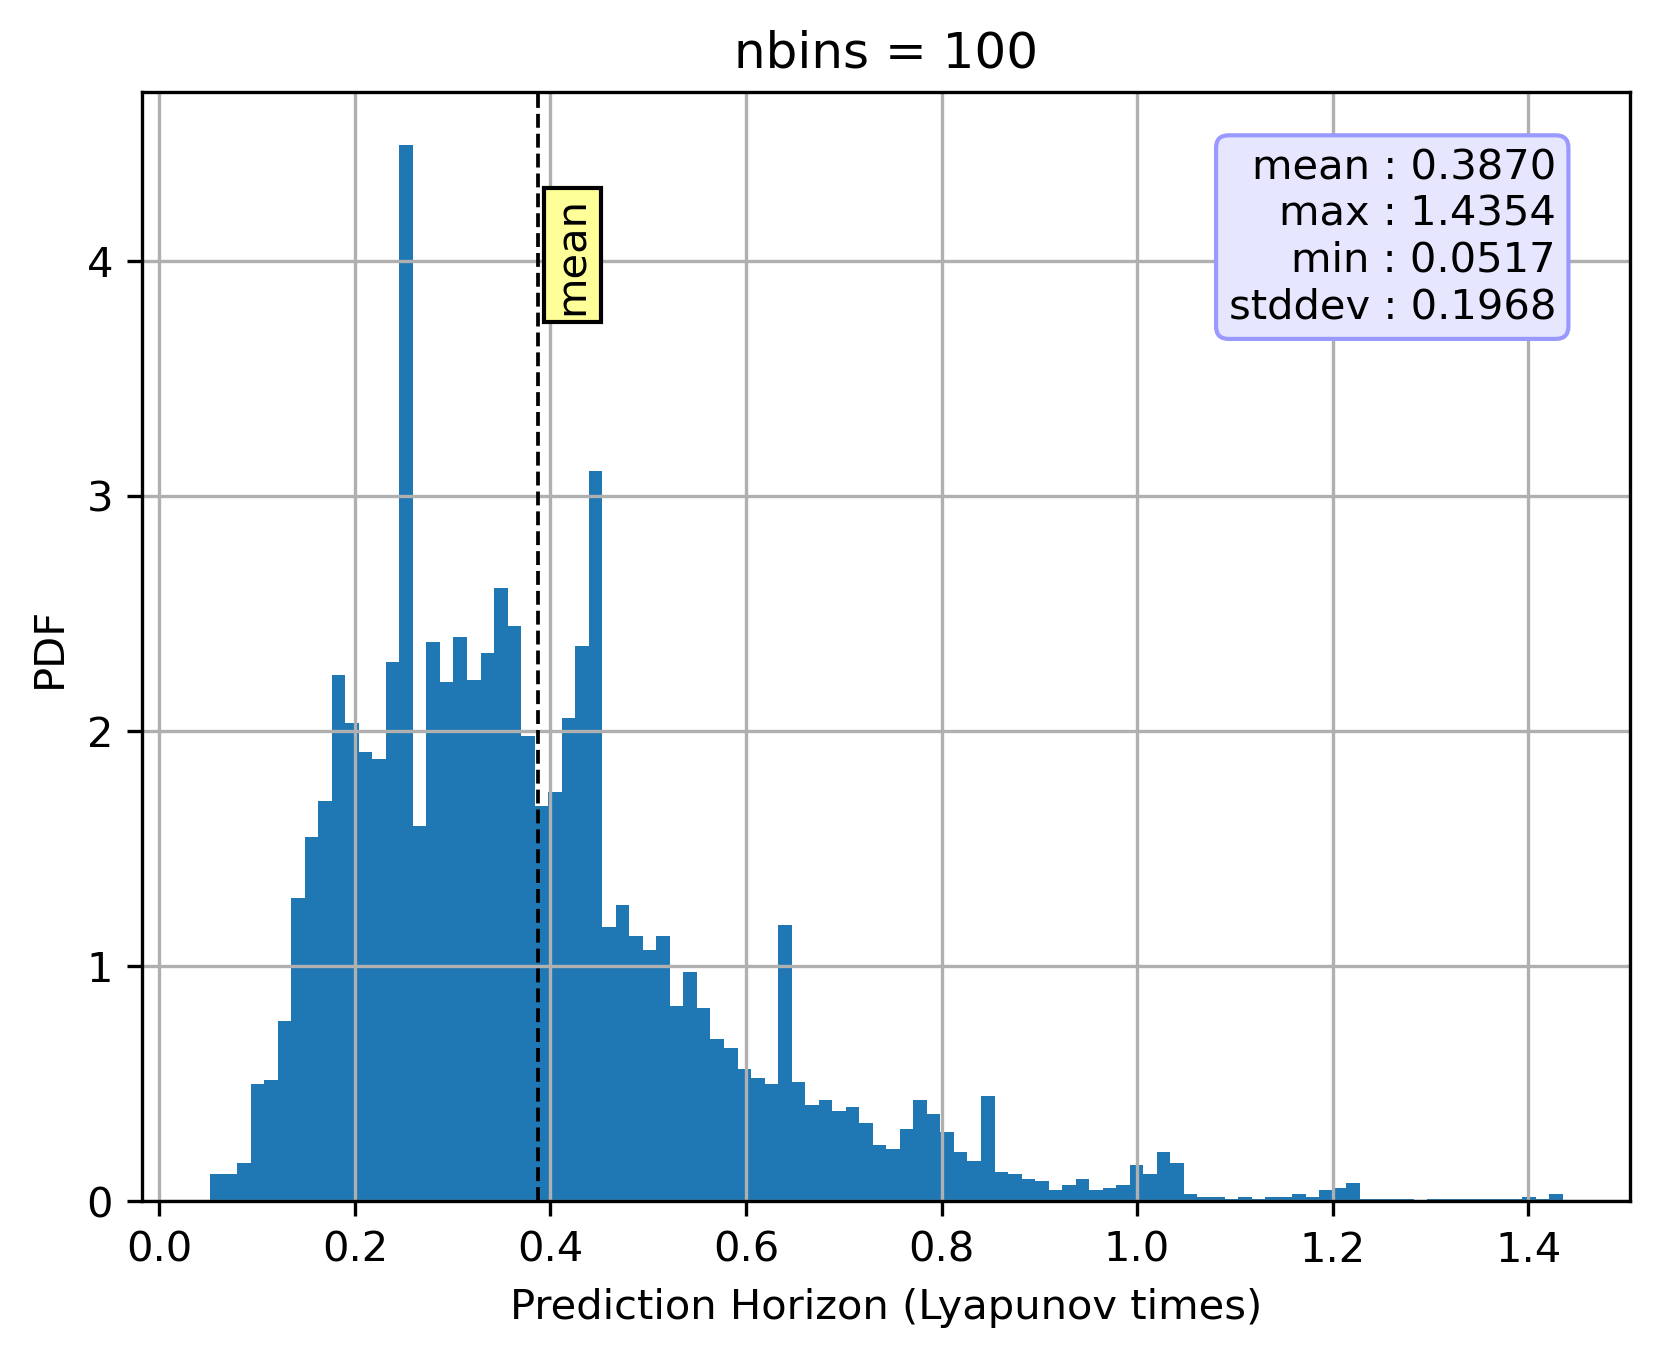 nbins = 100
mean : 0.3870
max : 1.4354
min : 0.0517
stddev : 0.1968
mean
PDF
4
3
2
1
0
0.0 0.2 0.4 0.6 0.8 1.0 1.2 1.4
Prediction Horizon (Lyapunov times)